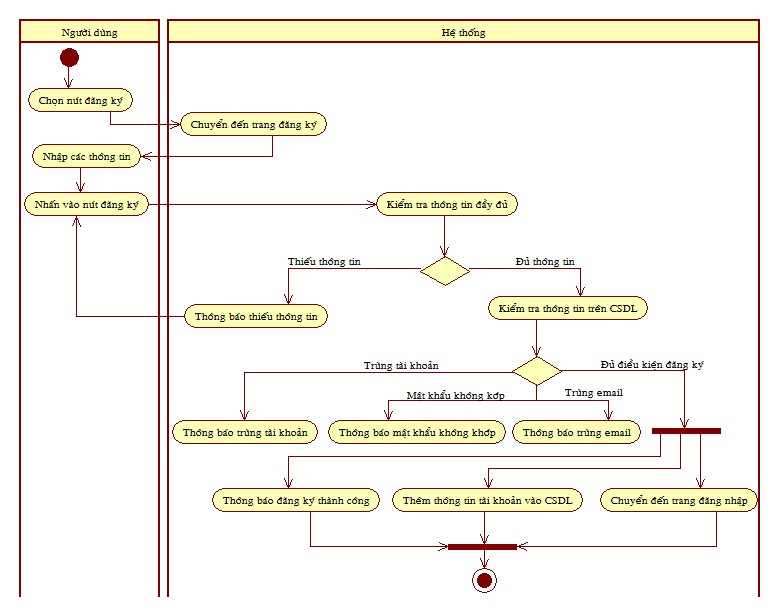 Người dùng
Hệ thống
Chọn nút đăng ký
Chuyển đến trang đăng ký
Nhập các thông tin
Nhấn vào nút đăng ký
Kiểm tra thông tin đầy đủ
Thiếu thông tin
Đủ thông tin
Thông báo thiếu thông tin
Kiểm tra thông tin trên CSDL
Trùng tài khoản
Đủ điều kiện đăng ký
Mât khẩu không kơp
Trùng email
Thông báo trùng tài khoản
Thông báo mật khẩu không khớp
Thông báo trùng email
Thông báo đăng ký thành công
Thêm thông tin tài khoản vào CSDL
Chuyển đến trang đăng nhập